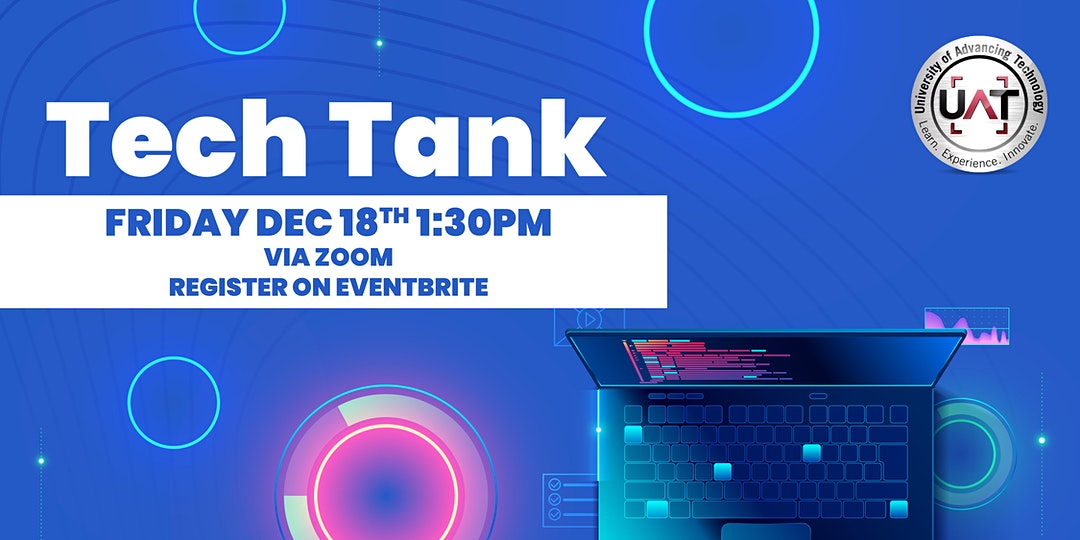 Tech Tank
FRIDAY DEC 18TH 1:30PM
VIA ZOOM
REGISTER ON EVENTBRITE
University of Advancing Technology
UAT
Learn. Experience. Innovate.